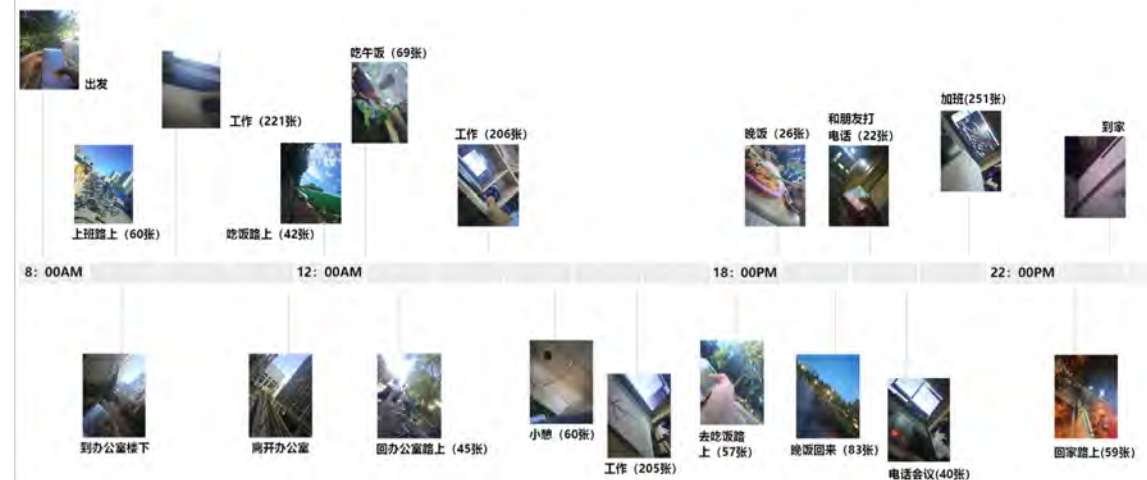 出发
工作（221张）
吃午饭（69张）
工作（206张）
晚饭（26张）
和朋友打
电话（22张）
加班(251张)
到家
上班路上（60张）
吃饭路上（42张）
8：00AM
12：00AM
18：00PM
22：00PM
到办公室楼下
离开办公室
回办公室路上（45张）
小憩（60张）
工作（205张）
去吃饭路
上（57张）
晚饭回来（83张）
电话会议(40张)
回家路上(59张)